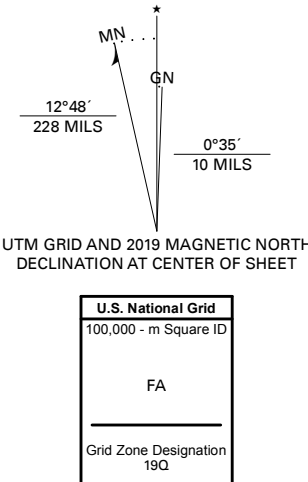 ★
MN
GN
12°48´
228 MILS
0°35´
10 MILS
UTM GRID AND 2019 MAGNETIC NORTH
DECLINATION AT CENTER OF SHEET
U.S. National Grid
100,000 - m Square ID
FA
Grid Zone Designation
19Q